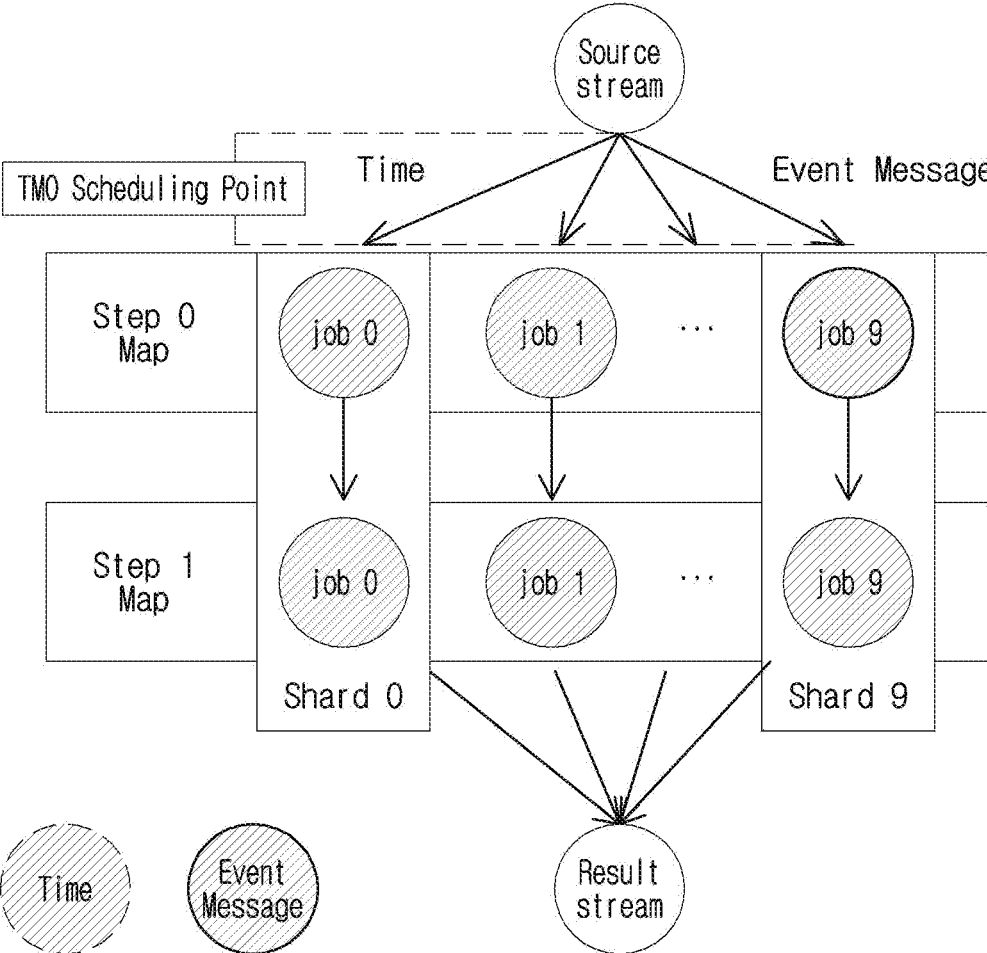 Source
stream
Time
Event Message
TMO Scheduling Point
Step 0
Map
job 0
job 1
...
job 9
Step 1
Map
job 0
job 1
...
job 9
Shard 0
Shard 9
Time
Event
Message
Result
stream